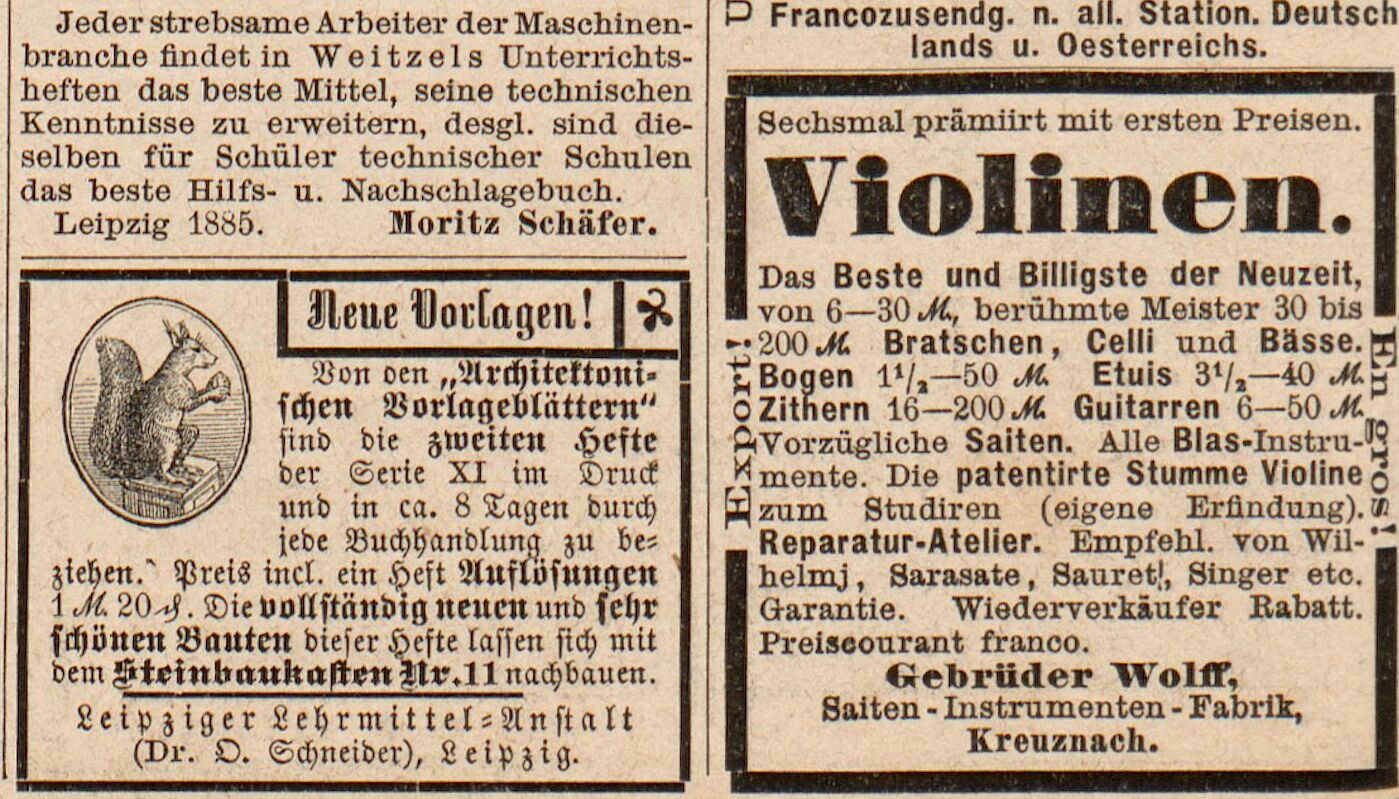 Jeder strebsame Arbeiter der Maschinen-
branche findet in Weitzels Unterrichts-
heften das beste Mittel, seine technischen
Kenntnisse zu erweitern, desgl. sind die-
selben für Schüler technischer Schulen
das beste Hilfs- u. Nachschlagebuch.
Leipzig 1885. Moritz Schäfer.
Neue Vorlagen!
Von den „Architektoni-
schen Vorlageblättern“
sind die zweiten Hefte
der Serie XI im Druck
und in ca. 8 Tagen durch
jede Buchhandlung zu be-
ziehen. Preis incl. ein Heft Auflösungen
1 M. 20 ₰. Die vollständig neuen und sehr
schönen Bauten dieser Hefte lassen sich mit
dem Steinbaukasten Nr. 11 nachbauen.
Leipziger Lehrmittel-Anstalt
(Dr. O. Schneider), Leipzig.
Francozusendg. n. all. Station. Deutsch
lands u. Oesterreichs.
Sechsmal prämiirt mit ersten Preisen.
Violinen.
Das Beste und Billigste der Neuzeit,
von 6—30 M., berühmte Meister 30 bis
200 M. Bratschen, Celli und Bässe.
Bogen 1½—50 M. Etuis 3½—40 M.
Zithern 16—200 M. Guitarren 6—50 M.
Vorzügliche Saiten. Alle Blas-Instru-
mente. Die patentirte Stumme Violine
zum Studiren (eigene Erfindung).
Reparatur-Atelier. Empfehl. von Wil-
helmj, Sarasate, Sauret!, Singer etc.
Garantie. Wiederverkäufer Rabatt.
Preiscourant franco.
Gebrüder Wolff,
Saiten-Instrumenten-Fabrik,
Kreuznach.
Export!
En gros!